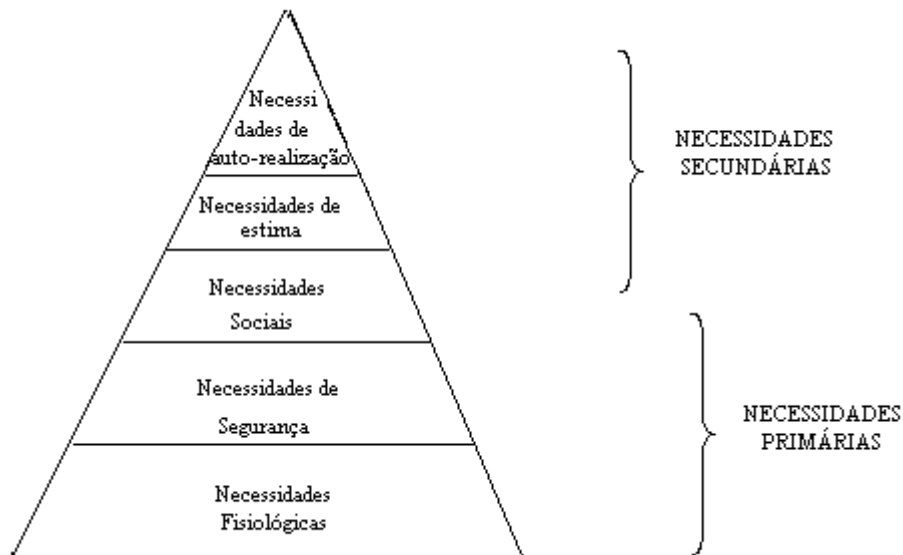 Necessi
dades de
auto-realização
Necessidades de
estima
Necessidades
Sociais
Necessidades de
Segurança
Necessidades
Fisiológicas
NECESSIDADES
SECUNDÁRIAS
NECESSIDADES
PRIMÁRIAS